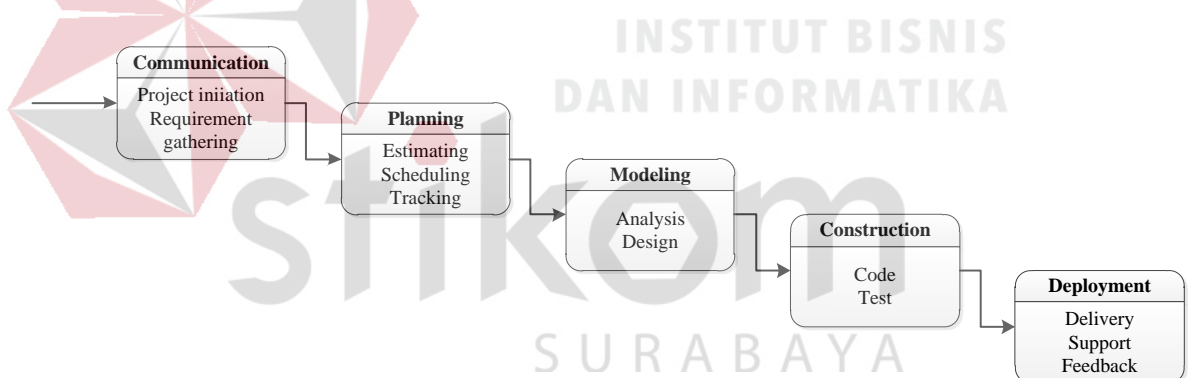 INSTITUT BISNIS
DAN INFORMATIKA
stikom
SURABAYA
Communication
Project iniiation
Requirement
gathering
Planning
Estimating
Scheduling
Tracking
Modeling
Analysis
Design
Construction
Code
Test
Deployment
Delivery
Support
Feedback